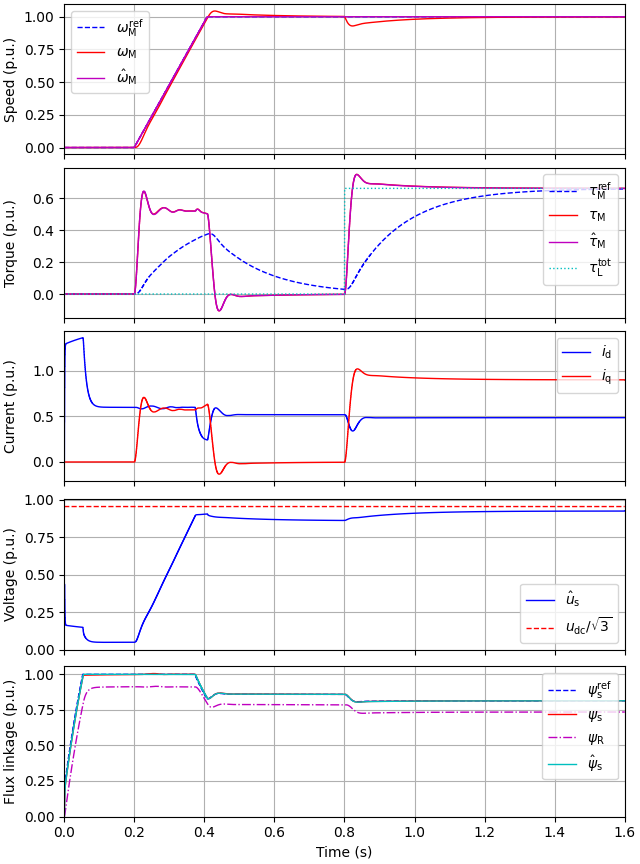 Speed (p.u.)
1.00
0.75
0.50
0.25
0.00
ω_M^ref
ω_M
ω̂_M
Torque (p.u.)
0.6
0.4
0.2
0.0
τ_M^ref
τ_M
τ̂_M
τ_L^tot
Current (p.u.)
1.0
0.5
0.0
i_d
i_q
Voltage (p.u.)
1.00
0.75
0.50
0.25
0.00
û_s
u_dc/√3
Flux linkage (p.u.)
1.00
0.75
0.50
0.25
0.00
ψ_s^ref
ψ_s
ψ_R
ψ̂_s
0.0 0.2 0.4 0.6 0.8 1.0 1.2 1.4 1.6
Time (s)